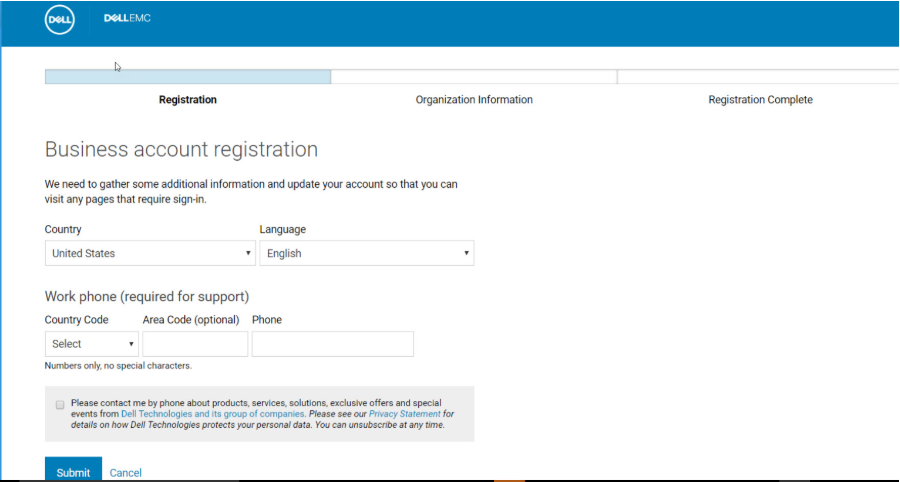 DELL
DELLEMC
Registration
Organization Information
Registration Complete
Business account registration
We need to gather some additional information and update your account so that you can
visit any pages that require sign-in.
Country
Language
United States
English
Work phone (required for support)
Country Code
Area Code (optional)
Phone
Select
Numbers only, no special characters.
Please contact me by phone about products, services, solutions, exclusive offers and special
events from Dell Technologies and its group of companies. Please see our Privacy Statement for
details on how Dell Technologies protects your personal data. You can unsubscribe at any time.
Submit
Cancel